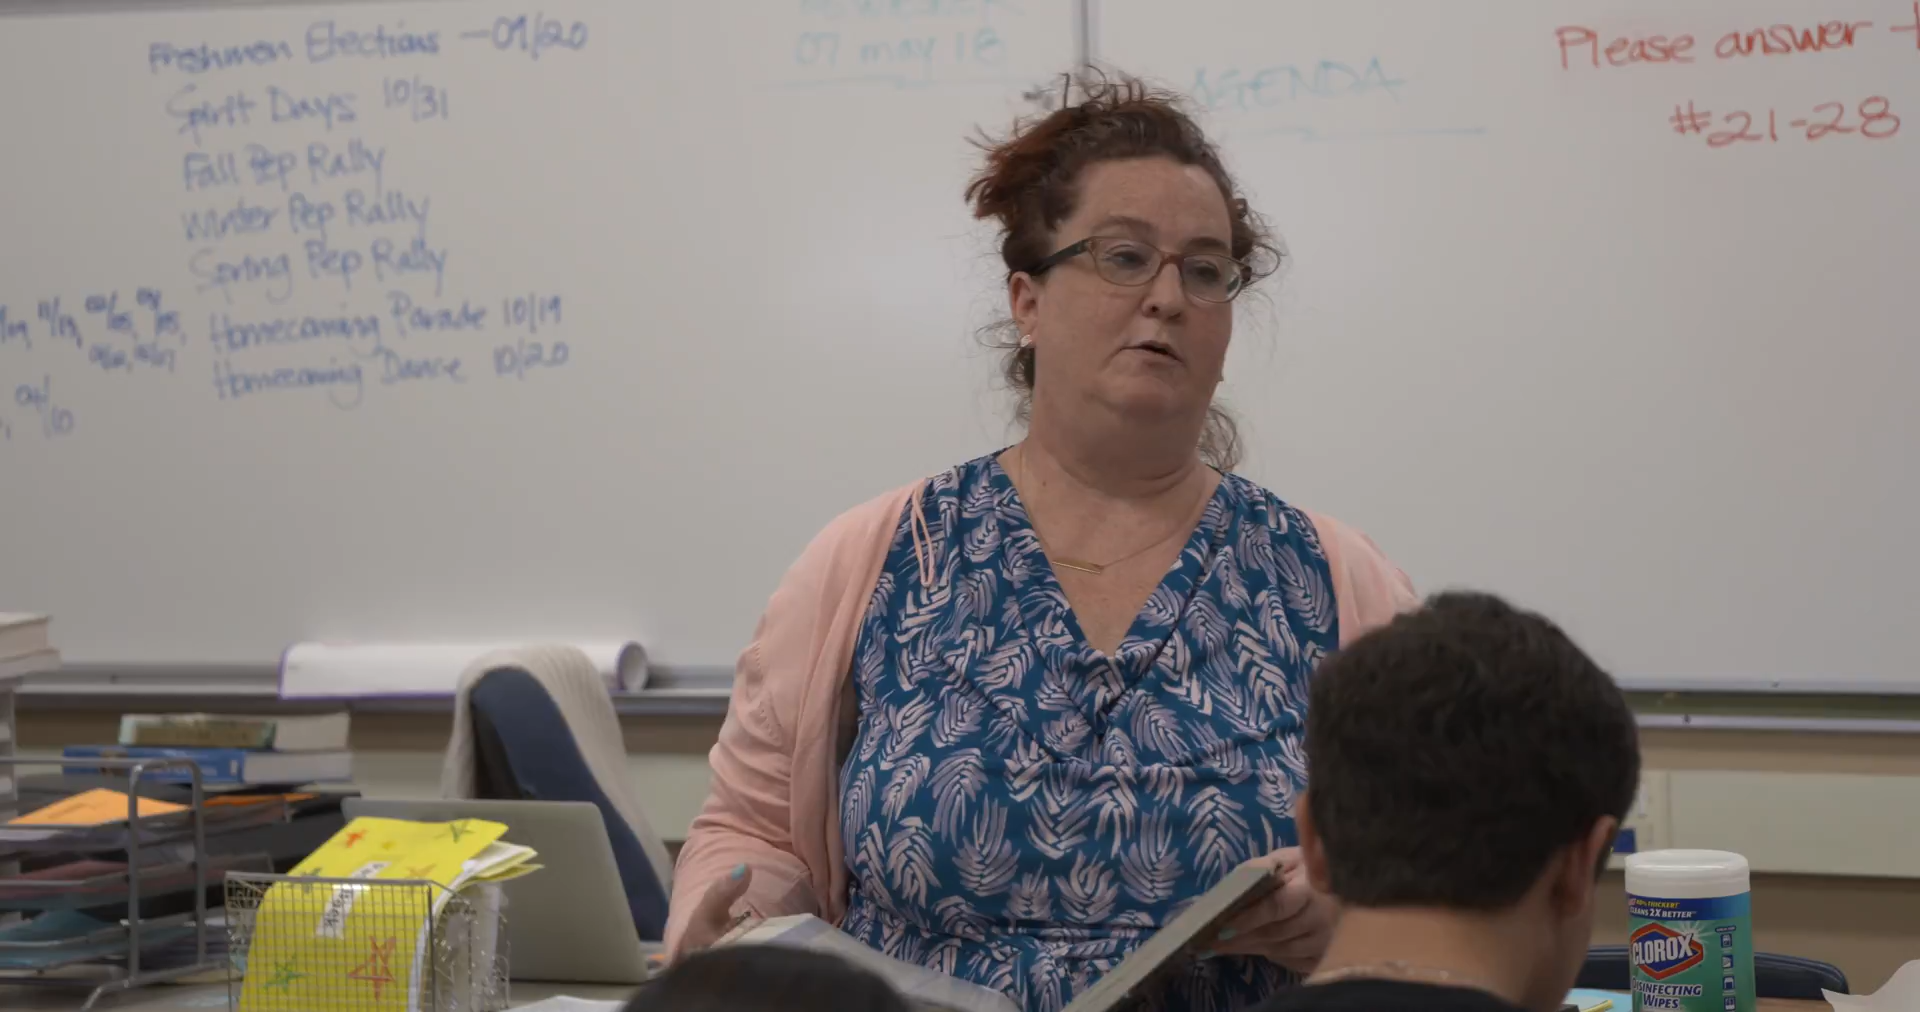 Freshmen Elections - 09/20
Spirit Days 10/31
Fall Pep Rally
Winter Pep Rally
Spring Pep Rally
Homecoming Parade 10/19
Homecoming Dance 10/20
07 may 18
AGENDA
Please answer
#21-28
CLEANS 2X BETTER
CLOROX
DISINFECTING
WIPES